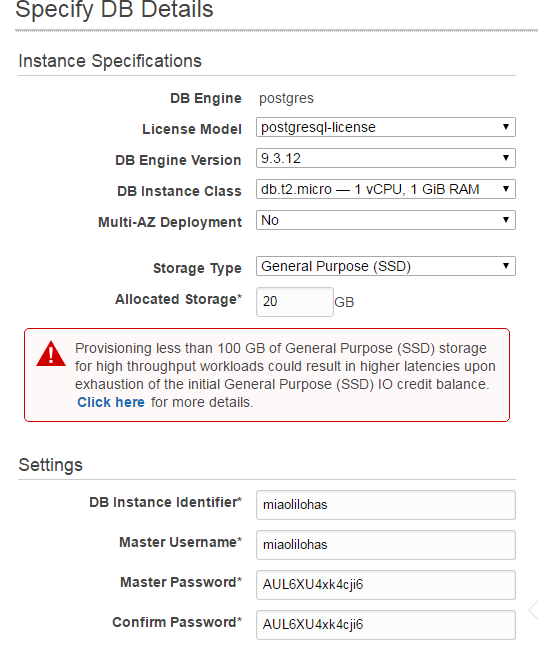 Specify DB Details
Instance Specifications
DB Engine postgres
License Model postgresql-license
DB Engine Version 9.3.12
DB Instance Class db.t2.micro — 1 vCPU, 1 GiB RAM
Multi-AZ Deployment No
Storage Type General Purpose (SSD)
Allocated Storage* 20 GB
Provisioning less than 100 GB of General Purpose (SSD) storage
for high throughput workloads could result in higher latencies upon
exhaustion of the initial General Purpose (SSD) IO credit balance.
Click here for more details.
Settings
DB Instance Identifier* miaolilohas
Master Username* miaolilohas
Master Password* AUL6XU4xk4cji6
Confirm Password* AUL6XU4xk4cji6